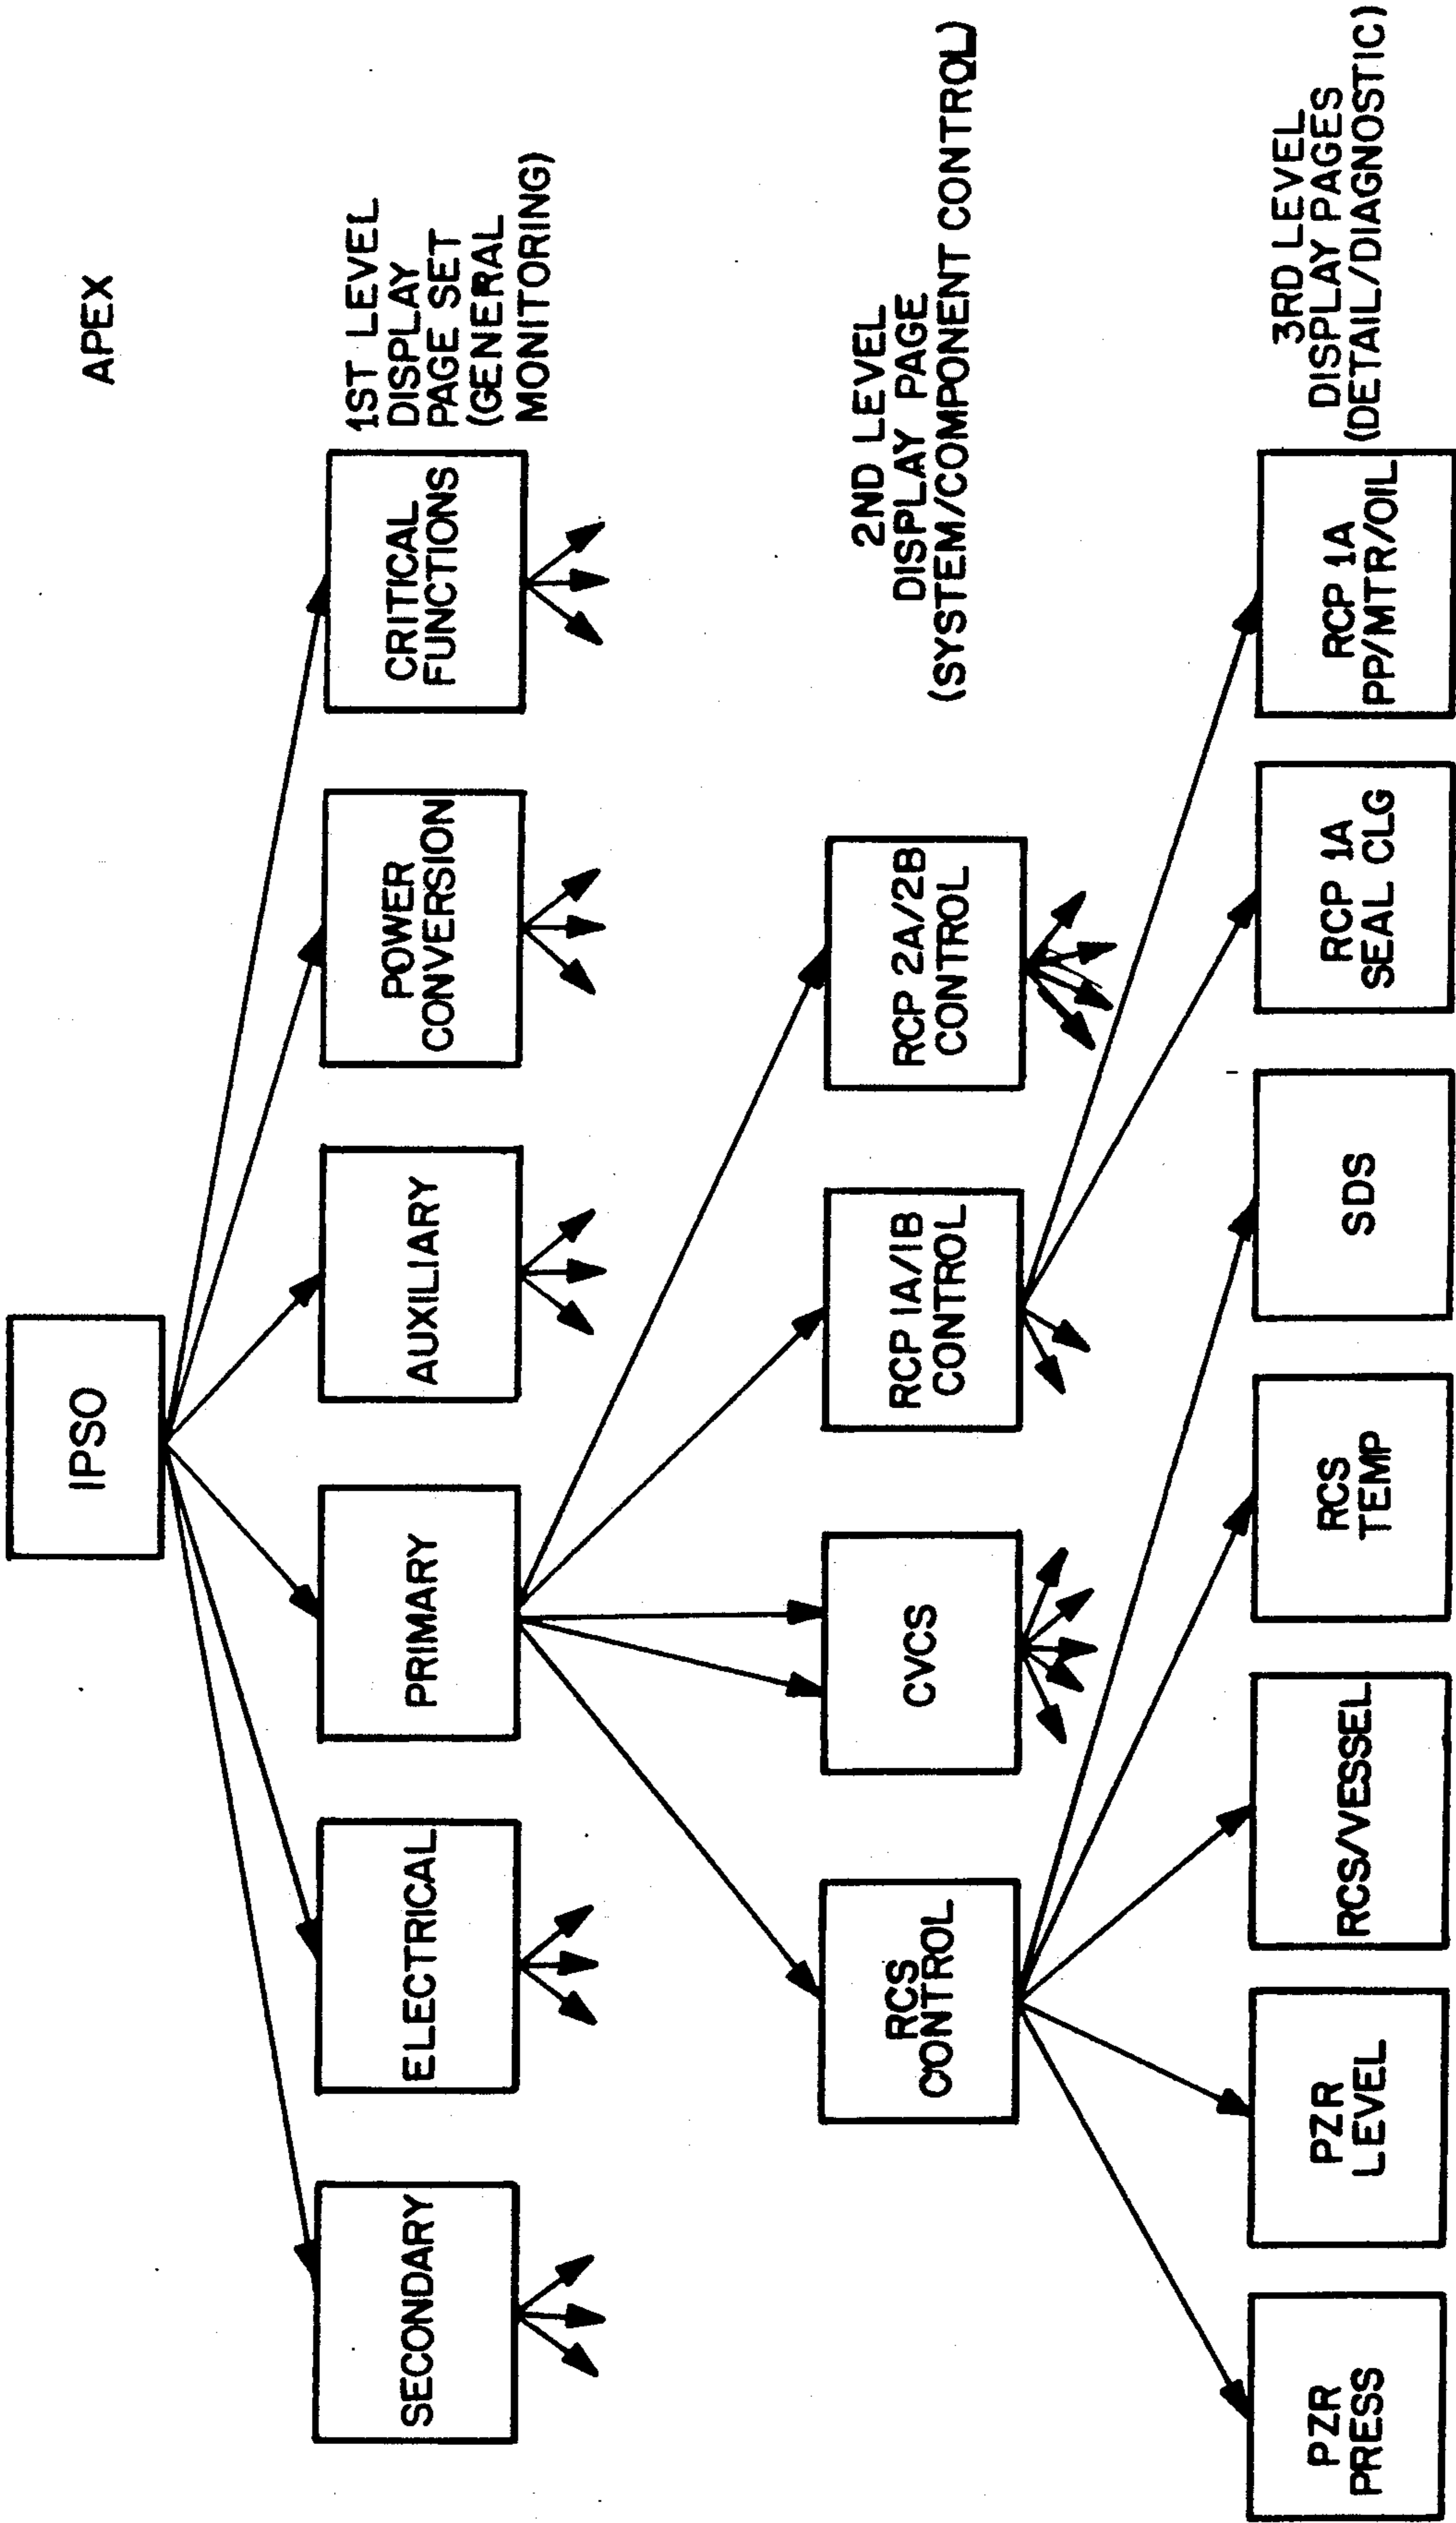 APEX
IPSO
1ST LEVEL
DISPLAY
PAGE SET
(GENERAL
MONITORING)
SECONDARY
ELECTRICAL
PRIMARY
AUXILIARY
POWER
CONVERSION
CRITICAL
FUNCTIONS
2ND LEVEL
DISPLAY PAGE
(SYSTEM/COMPONENT CONTROL)
RCS
CONTROL
CVCS
RCP 1A/1B
CONTROL
RCP 2A/2B
CONTROL
3RD LEVEL
DISPLAY PAGES
(DETAIL/DIAGNOSTIC)
PZR
PRESS
PZR
LEVEL
RCS/VESSEL
RCS
TEMP
SDS
RCP 1A
SEAL CLG
RCP 1A
PP/MTR/OIL